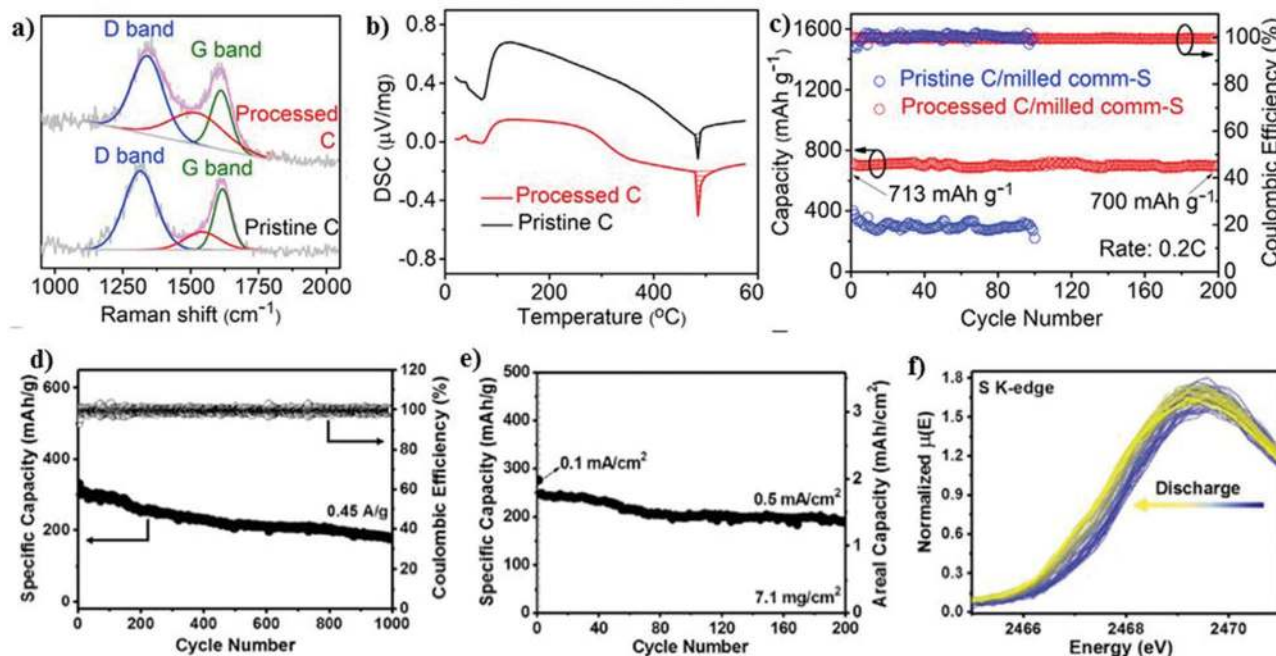 a)
D band
G band
Processed
C
D band
G band
Pristine C
1000 1250 1500 1750 2000
Raman shift (cm⁻¹)
b)
DSC (μV/mg)
0.8
0.4
0.0
-0.4
-0.8
Processed C
Pristine C
0 200 400 60
Temperature (°C)
c)
Capacity (mAh g⁻¹)
1600
1200
800
400
0
Pristine C/milled comm-S
Processed C/milled comm-S
713 mAh g⁻¹
700 mAh g⁻¹
Rate: 0.2C
0 40 80 120 160 200
Cycle Number
100
80
60
40
20
0
Coulombic Efficiency (%)
d)
Specific Capacity (mAh/g)
600
400
200
0
0.45 A/g
0 200 400 600 800 1000
Cycle Number
120
100
80
60
40
20
0
Coulombic Efficiency (%)
e)
Specific Capacity (mAh/g)
500
400
300
200
100
0
0.1 mA/cm²
0.5 mA/cm²
7.1 mg/cm²
0 40 80 120 160 200
Cycle Number
3
2
1
0
Areal Capacity (mAh/cm²)
f)
S K-edge
Normalized μ(E)
1.8
1.5
1.2
0.9
0.6
0.3
0.0
Discharge
2466 2468 2470
Energy (eV)